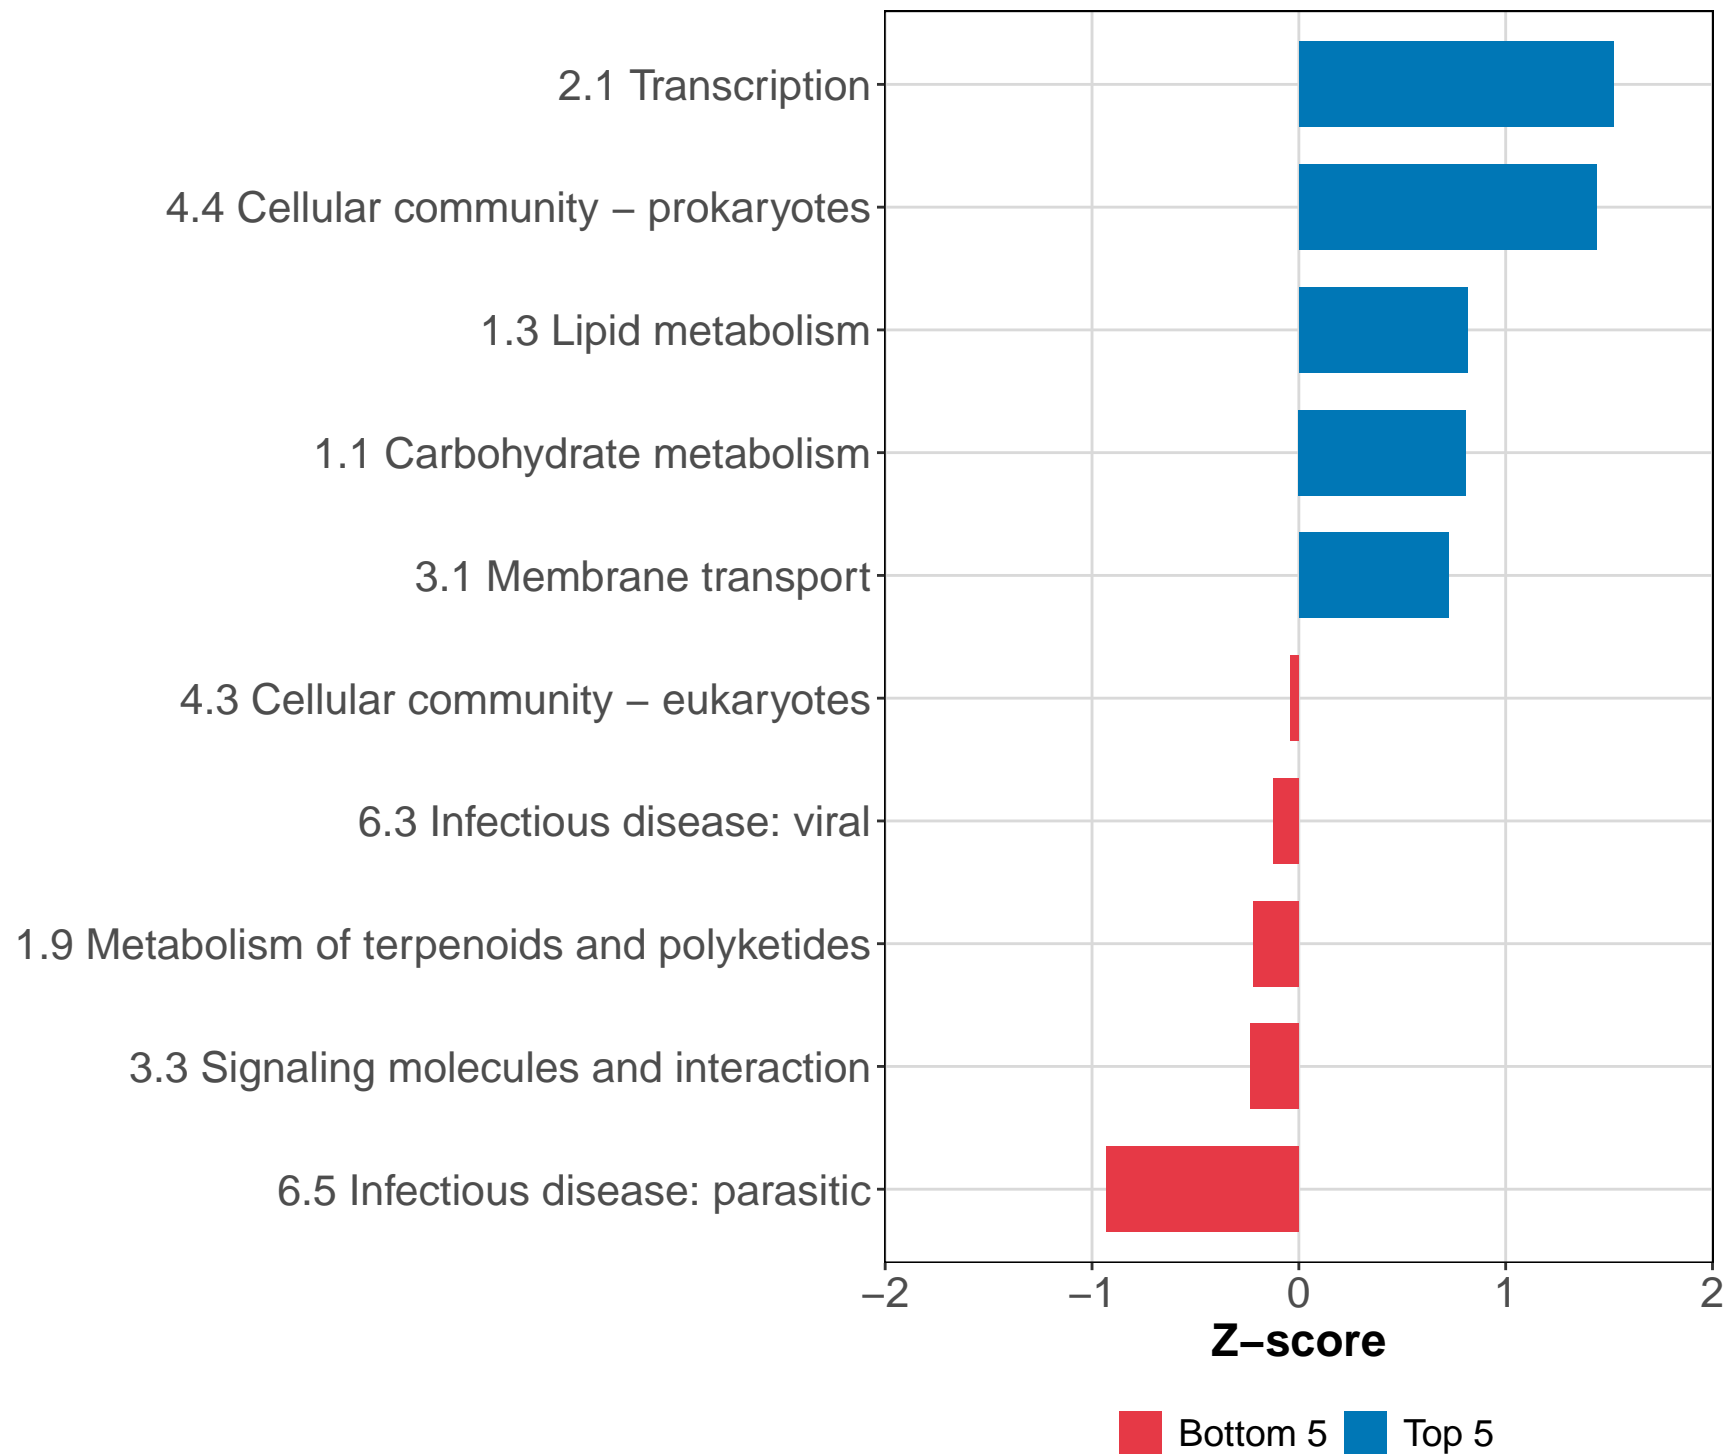 2.1 Transcription
4.4 Cellular community – prokaryotes
1.3 Lipid metabolism
1.1 Carbohydrate metabolism
3.1 Membrane transport
4.3 Cellular community – eukaryotes
6.3 Infectious disease: viral
1.9 Metabolism of terpenoids and polyketides
3.3 Signaling molecules and interaction
6.5 Infectious disease: parasitic
−2 −1 0 1 2
Z−score
Bottom 5 Top 5